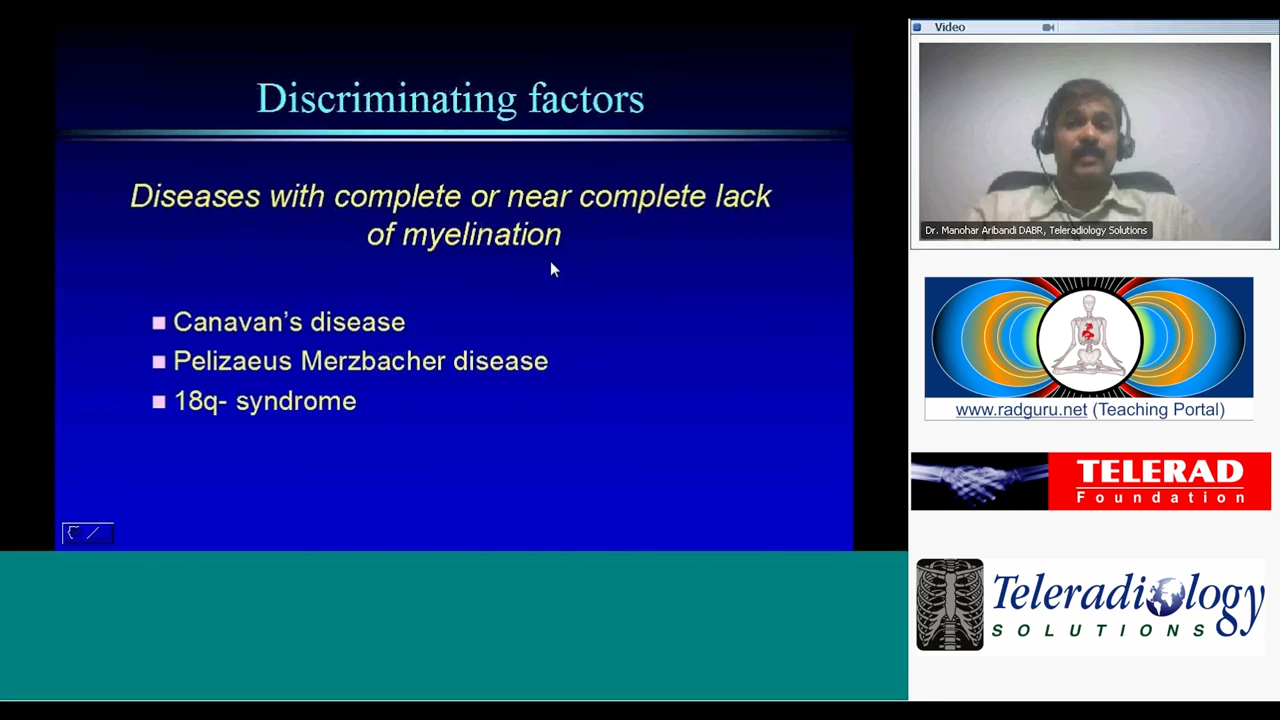 Discriminating factors
Diseases with complete or near complete lack
of myelination
Canavan's disease
Pelizaeus Merzbacher disease
18q- syndrome
Video
Dr. Manohar Aribandi DABR, Teleradiology Solutions
www.radguru.net (Teaching Portal)
TELERAD
Foundation
Teleradiology
SOLUTIONS